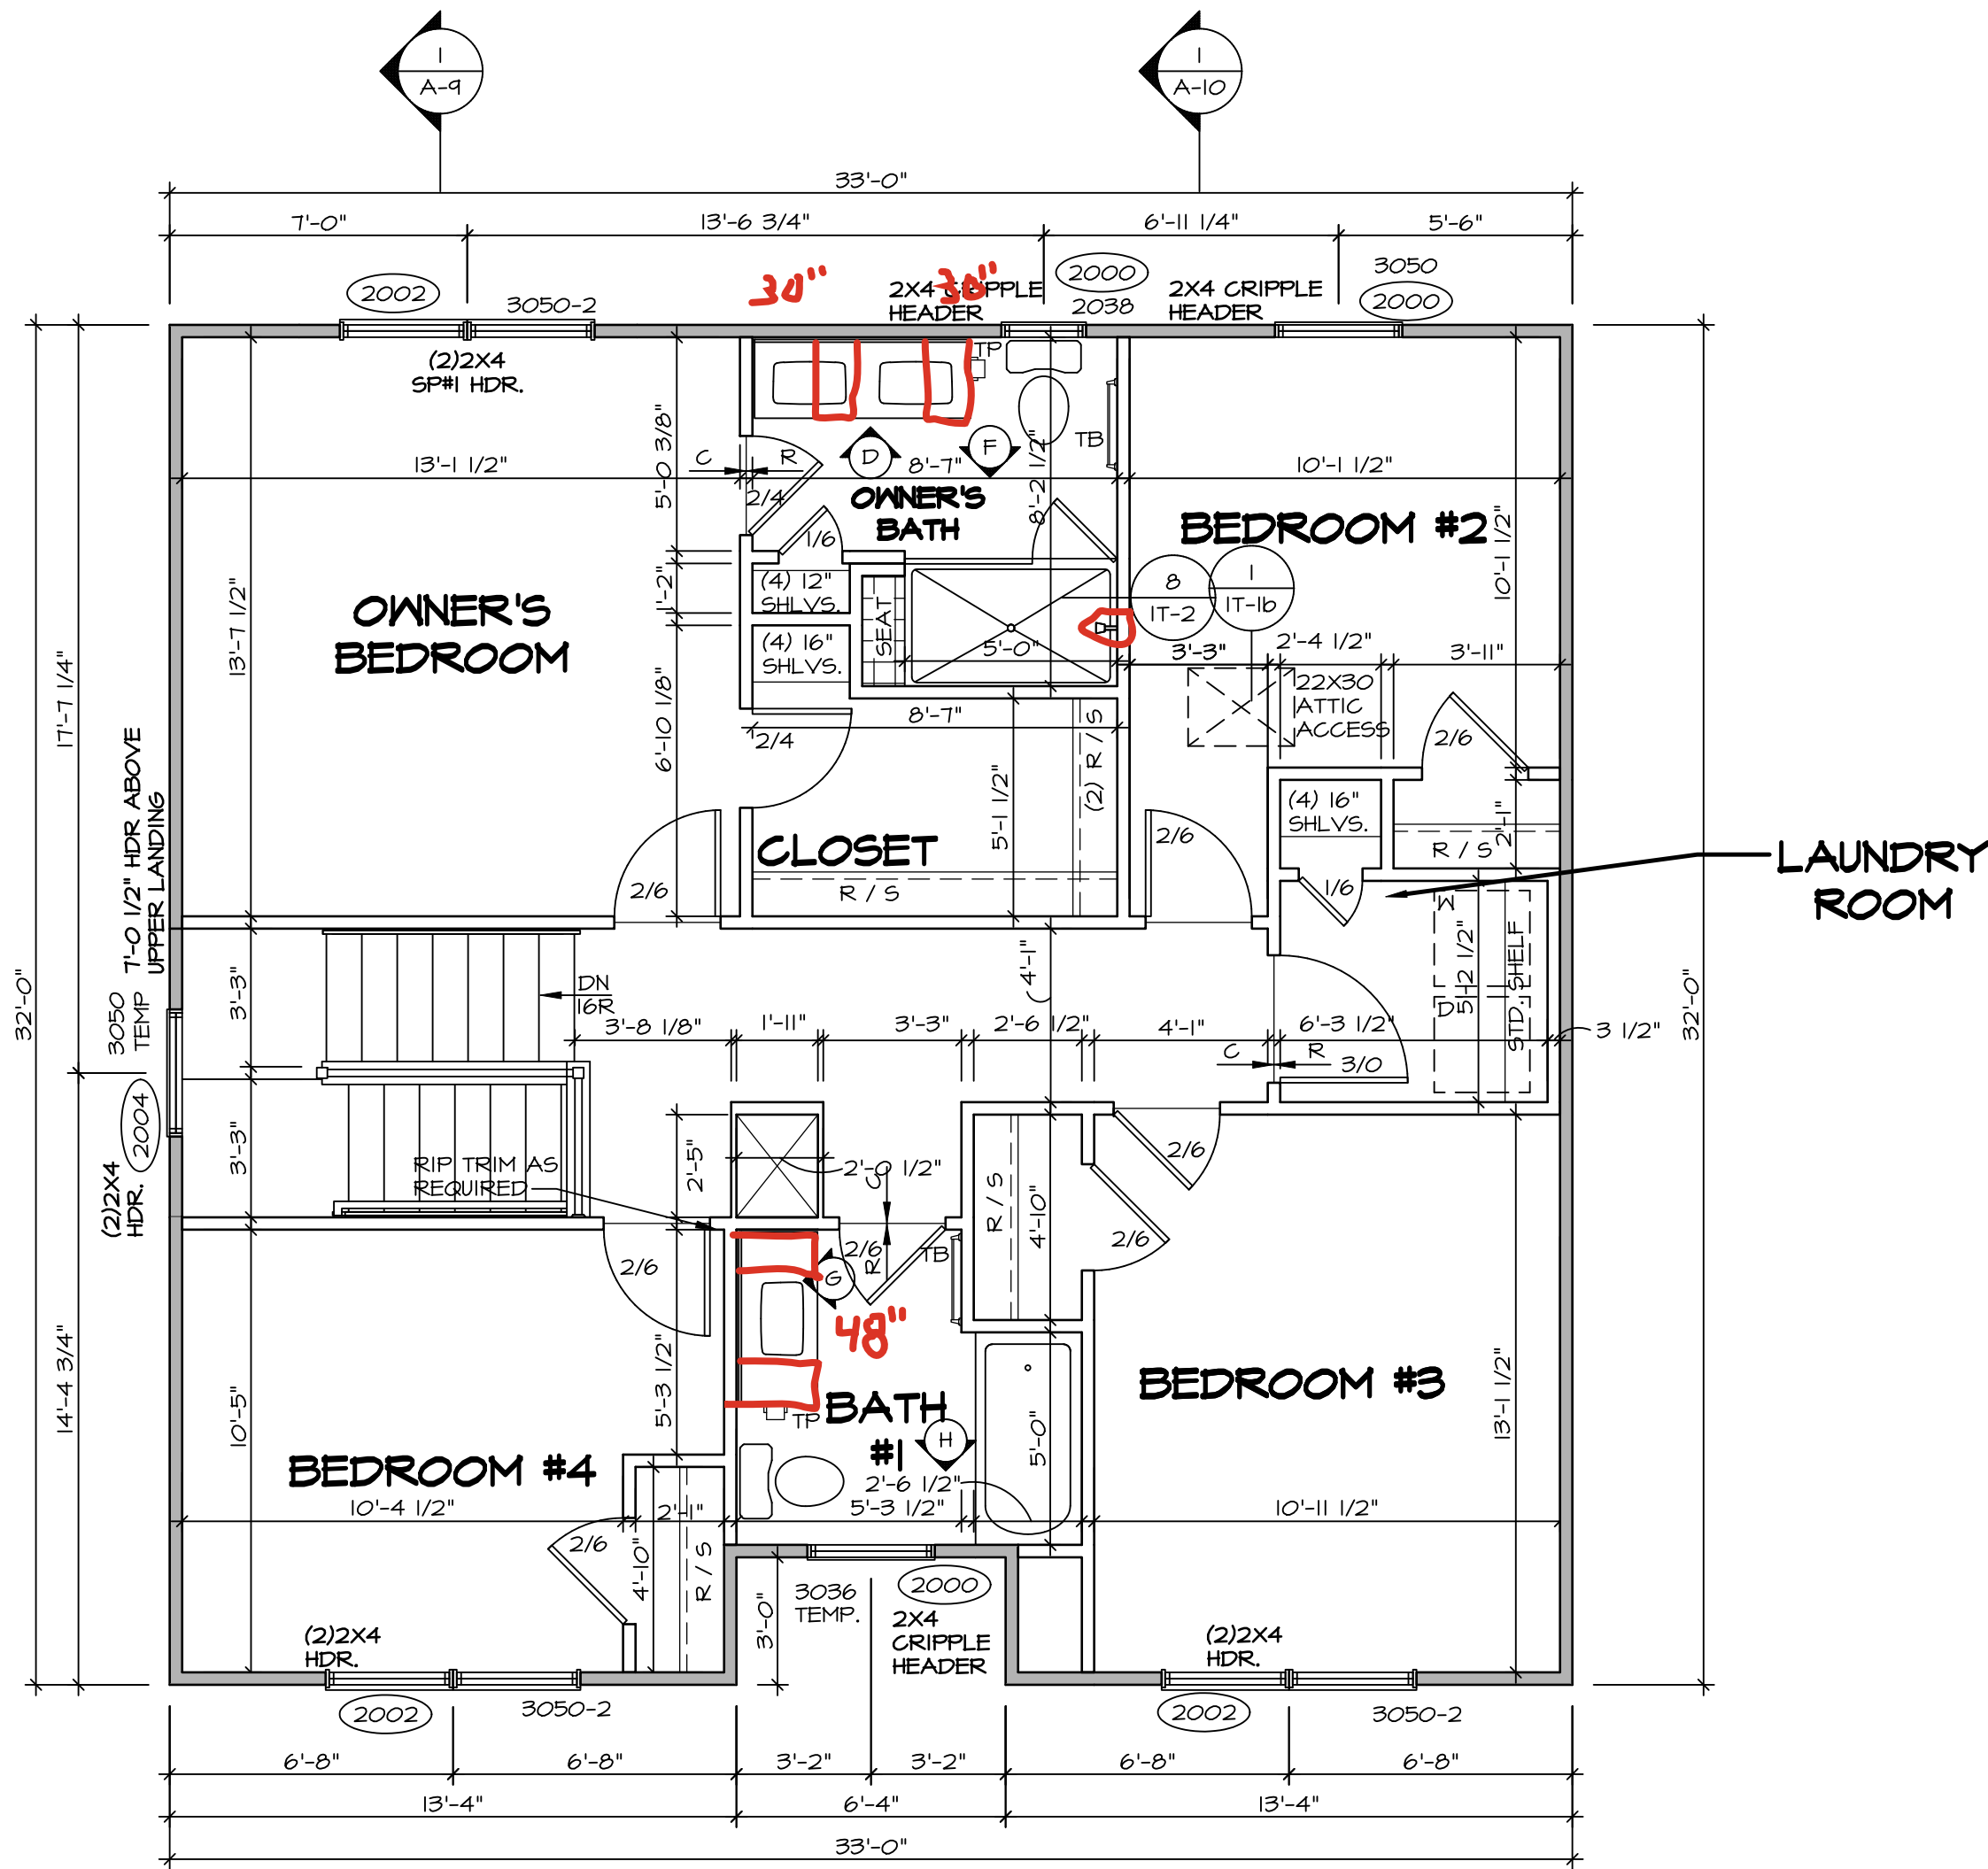 1
A-9
1
A-10
33'-0"
7'-0"
13'-6 3/4"
6'-11 1/4"
5'-6"
2002
3050-2
30"
30"
2X4 CRIPPLE
HEADER
2000
2038
2X4 CRIPPLE
HEADER
3050
2000
(2)2X4
SP#1 HDR.
TP
TB
5'-0 3/8"
C
R
D
F
13'-1 1/2"
8'-7"
8'-2 1/2"
10'-1 1/2"
2/4
OWNER'S
BATH
BEDROOM #2
10'-1 1/2"
1/6
(4) 12"
SHLVS.
1'-2"
8
IT-2
1
IT-1b
OWNER'S
BEDROOM
13'-7 1/2"
(4) 16"
SHLVS.
SEAT
5'-0"
3'-3"
2'-4 1/2"
3'-11"
22X30
ATTIC
ACCESS
17'-7 1/4"
6'-10 1/8"
8'-7"
2/4
(2) R/S
2/6
5'-1 1/2"
CLOSET
R/S
2/6
2/6
(4) 16"
SHLVS.
2'-1"
R/S
LAUNDRY
ROOM
1/6
7'-0 1/2" HDR ABOVE
UPPER LANDING
W
D
5'-2 1/2"
STD. SHELF
32'-0"
32'-0"
3050
TEMP
2004
(2)2X4
HDR.
3'-3"
DN
16R
4'-1"
3'-8 1/8"
1'-11"
3'-3"
2'-6 1/2"
4'-1"
6'-3 1/2"
3 1/2"
C
R
3/0
3'-3"
RIP TRIM AS
REQUIRED
2'-5"
2'-0 1/2"
C
R
R/S
4'-10"
2/6
2/6
2/6
2/6
TB
G
48"
14'-4 3/4"
10'-5"
5'-3 1/2"
TP
BATH
#1
H
5'-0"
BEDROOM #3
13'-1 1/2"
BEDROOM #4
10'-4 1/2"
2'-1"
2'-6 1/2"
5'-3 1/2"
10'-11 1/2"
2/6
4'-10"
R/S
3'-0"
3036
TEMP.
2000
2X4
CRIPPLE
HEADER
(2)2X4
HDR.
(2)2X4
HDR.
2002
3050-2
2002
3050-2
6'-8"
6'-8"
3'-2"
3'-2"
6'-8"
6'-8"
13'-4"
6'-4"
13'-4"
33'-0"